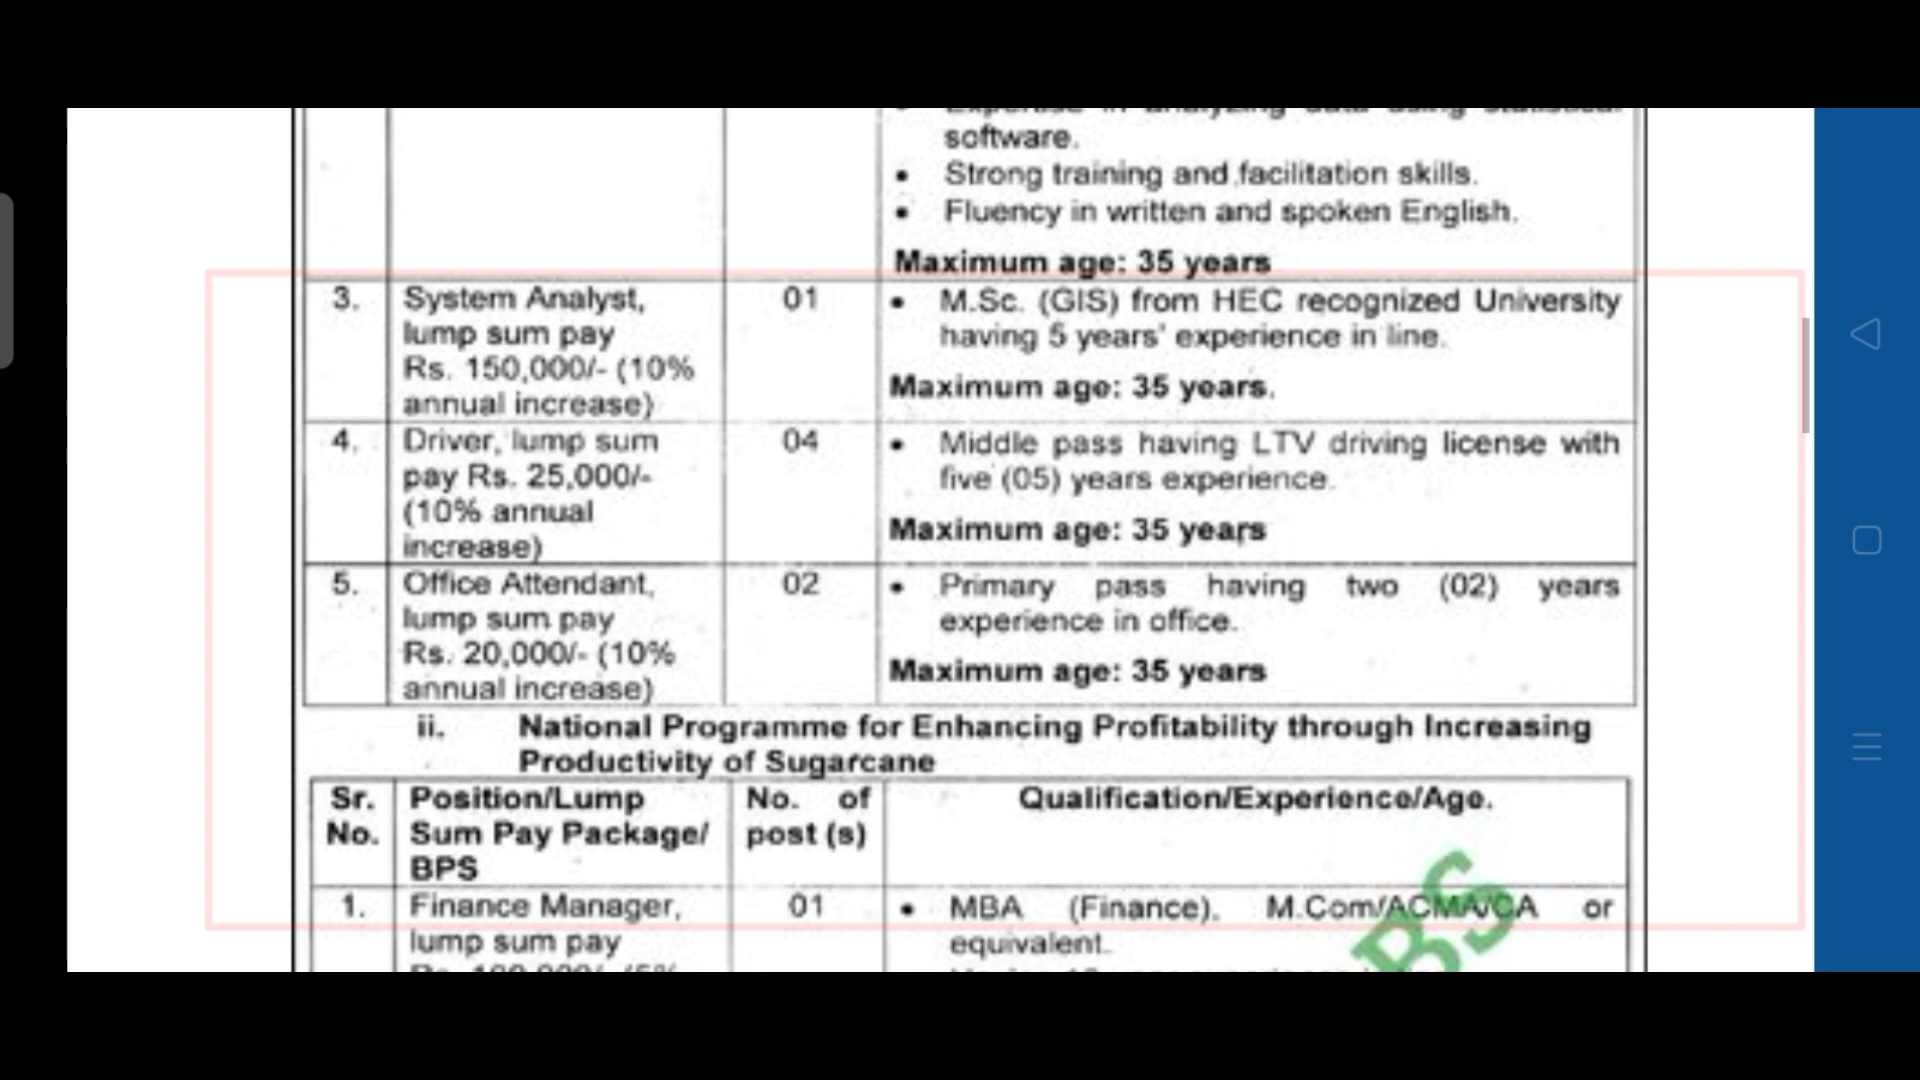 Expertise in analyzing data using statistical
software.
• Strong training and facilitation skills.
• Fluency in written and spoken English.
Maximum age: 35 years
3. System Analyst,
lump sum pay
Rs. 150,000/- (10%
annual increase)
01
• M.Sc. (GIS) from HEC recognized University
having 5 years' experience in line.
Maximum age: 35 years.
4. Driver, lump sum
pay Rs. 25,000/-
(10% annual
increase)
04
• Middle pass having LTV driving license with
five (05) years experience.
Maximum age: 35 years
5. Office Attendant,
lump sum pay
Rs. 20,000/- (10%
annual increase)
02
• Primary pass having two (02) years
experience in office.
Maximum age: 35 years
ii. National Programme for Enhancing Profitability through Increasing
Productivity of Sugarcane
Sr.
No.
Position/Lump
Sum Pay Package/
BPS
No. of
post (s)
Qualification/Experience/Age.
1. Finance Manager,
lump sum pay
01
• MBA (Finance), M.Com/ACMA/CA or
equivalent.
BS